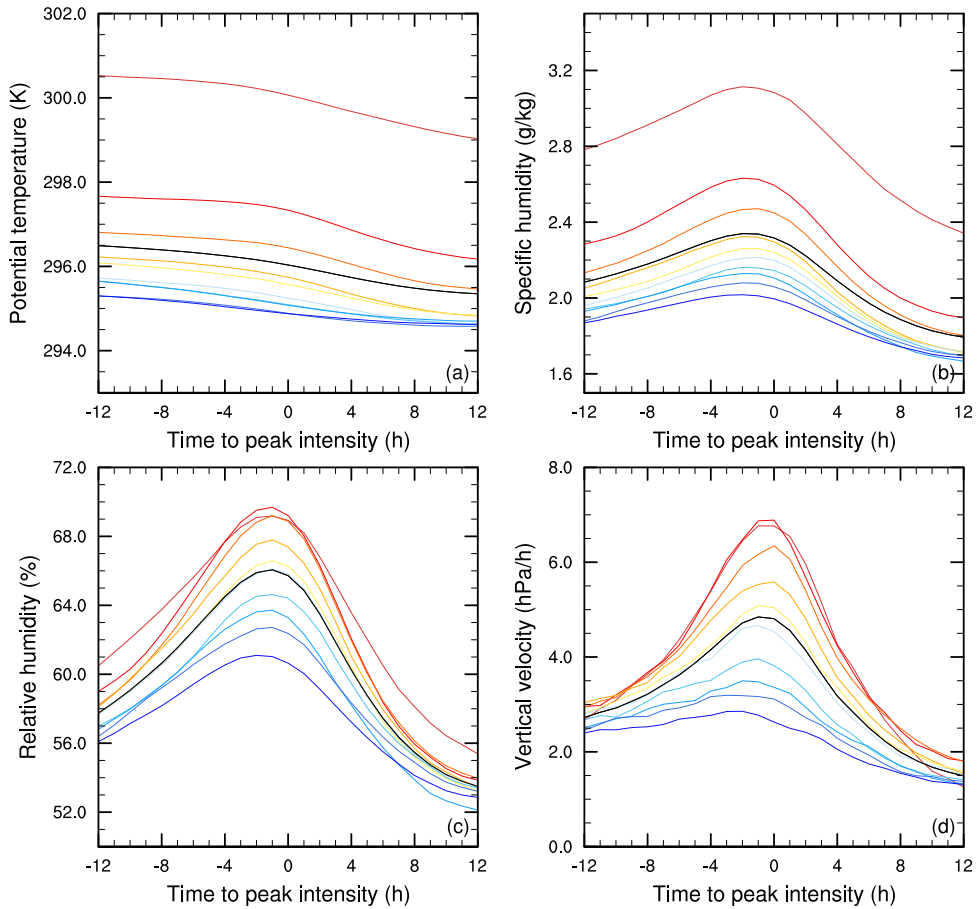 302.0
300.0
298.0
296.0
294.0
Potential temperature (K)
-12 -8 -4 0 4 8 12
Time to peak intensity (h)
(a)
3.2
2.8
2.4
2.0
1.6
Specific humidity (g/kg)
-12 -8 -4 0 4 8 12
Time to peak intensity (h)
(b)
72.0
68.0
64.0
60.0
56.0
52.0
Relative humidity (%)
-12 -8 -4 0 4 8 12
Time to peak intensity (h)
(c)
8.0
6.0
4.0
2.0
0.0
Vertical velocity (hPa/h)
-12 -8 -4 0 4 8 12
Time to peak intensity (h)
(d)